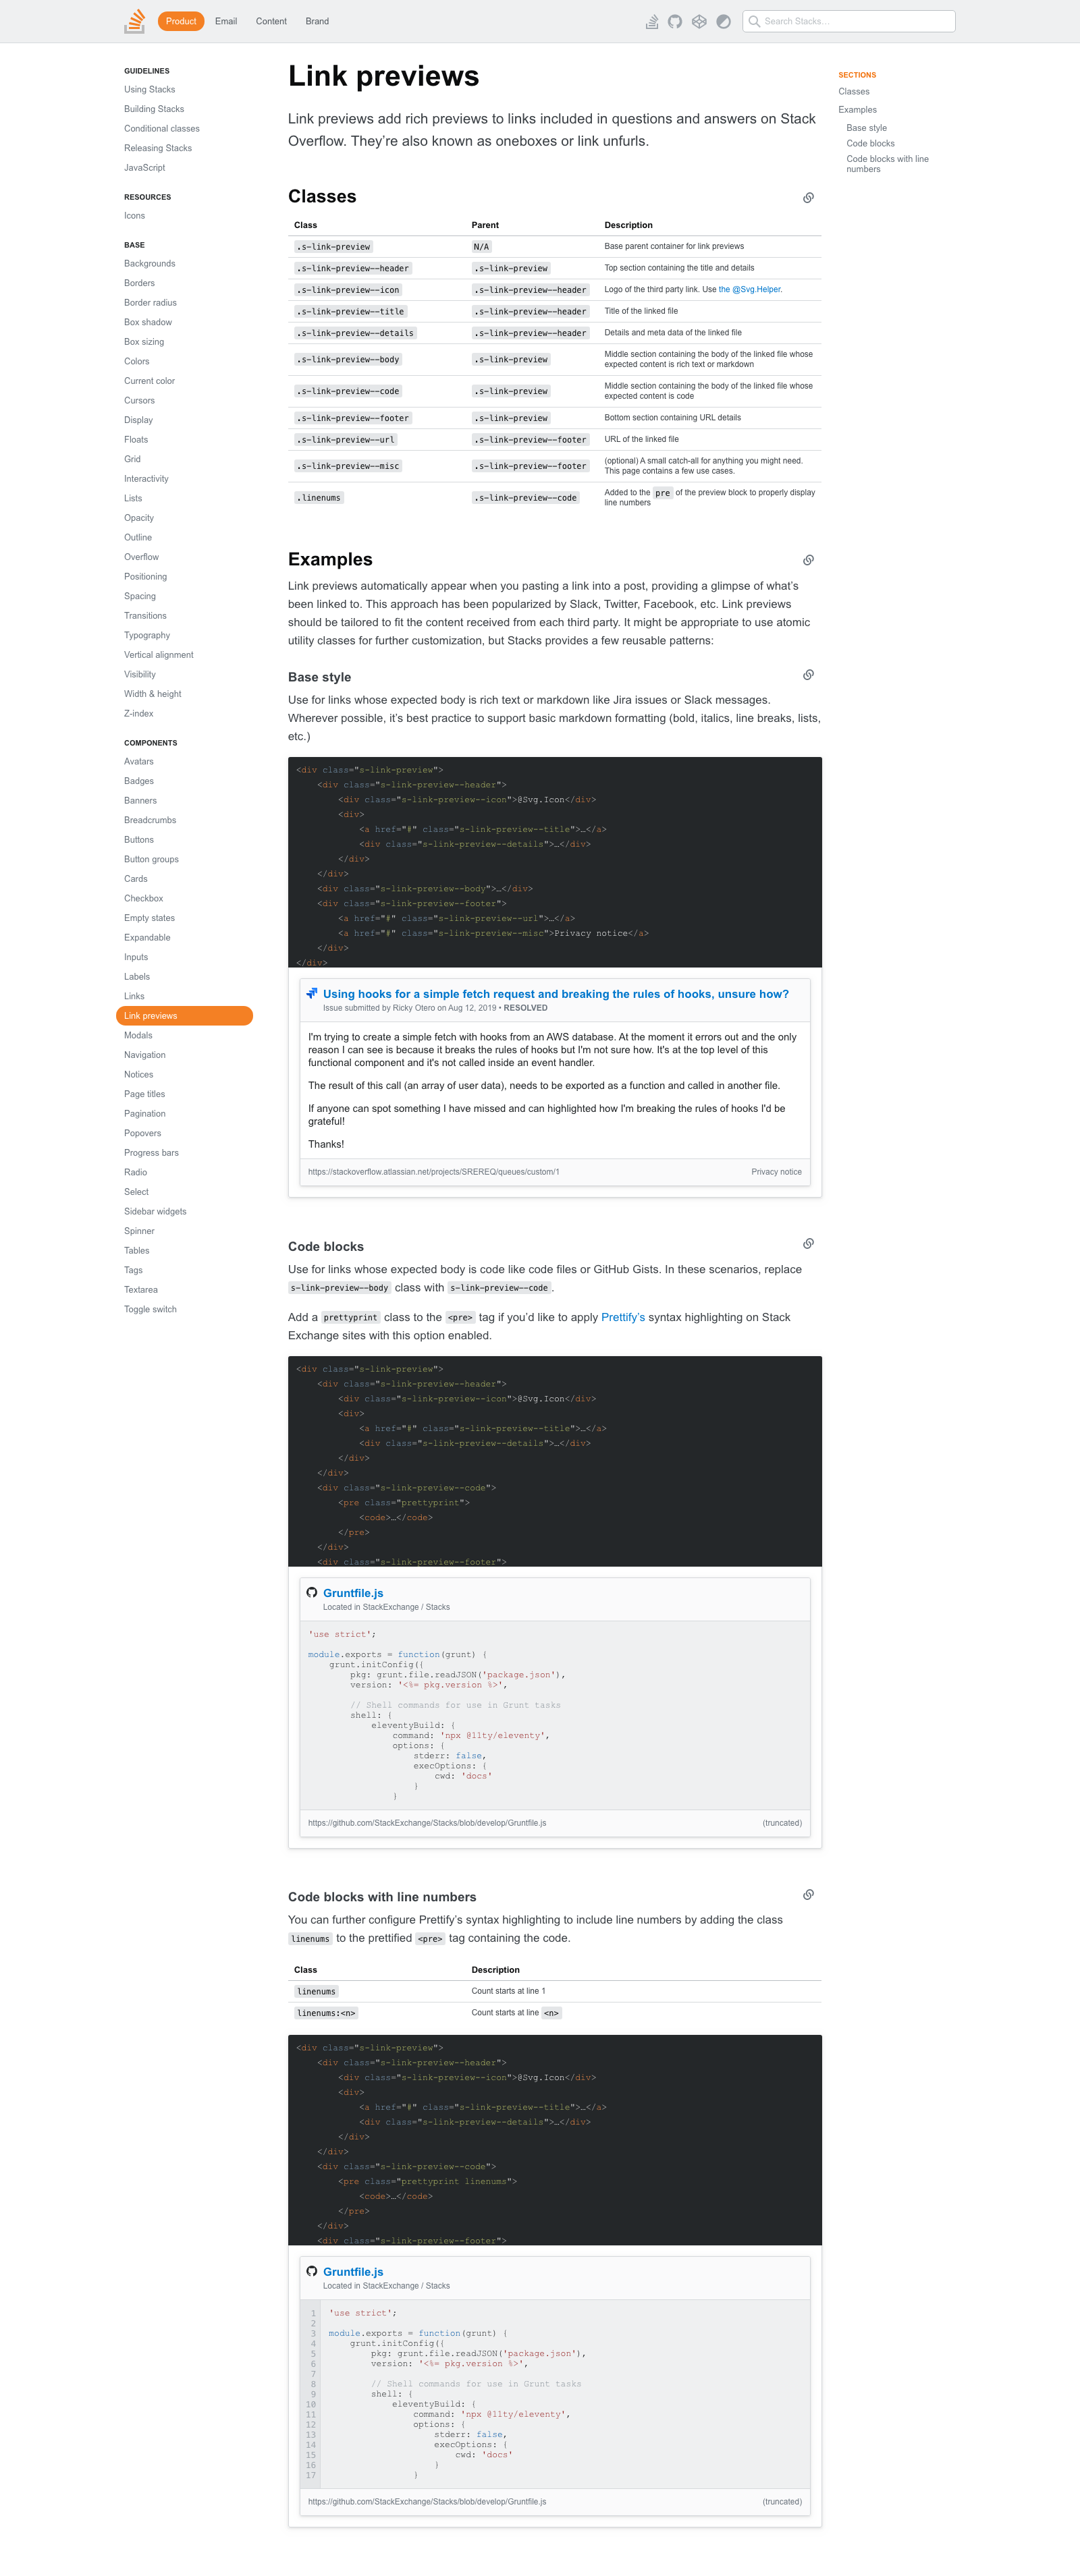 Product Email Content Brand
Search Stacks…
GUIDELINES
Using Stacks
Building Stacks
Conditional classes
Releasing Stacks
JavaScript
RESOURCES
Icons
BASE
Backgrounds
Borders
Border radius
Box shadow
Box sizing
Colors
Current color
Cursors
Display
Floats
Grid
Interactivity
Lists
Opacity
Outline
Overflow
Positioning
Spacing
Transitions
Typography
Vertical alignment
Visibility
Width & height
Z-index
COMPONENTS
Avatars
Badges
Banners
Breadcrumbs
Buttons
Button groups
Cards
Checkbox
Empty states
Expandable
Inputs
Labels
Links
Link previews
Modals
Navigation
Notices
Page titles
Pagination
Popovers
Progress bars
Radio
Select
Sidebar widgets
Spinner
Tables
Tags
Textarea
Toggle switch
Link previews
Link previews add rich previews to links included in questions and answers on Stack
Overflow. They’re also known as oneboxes or link unfurls.
Classes
Class Parent Description
.s-link-preview N/A Base parent container for link previews
.s-link-preview--header .s-link-preview Top section containing the title and details
.s-link-preview--icon .s-link-preview--header Logo of the third party link. Use the @Svg.Helper.
.s-link-preview--title .s-link-preview--header Title of the linked file
.s-link-preview--details .s-link-preview--header Details and meta data of the linked file
.s-link-preview--body .s-link-preview Middle section containing the body of the linked file whose
expected content is rich text or markdown
.s-link-preview--code .s-link-preview Middle section containing the body of the linked file whose
expected content is code
.s-link-preview--footer .s-link-preview Bottom section containing URL details
.s-link-preview--url .s-link-preview--footer URL of the linked file
.s-link-preview--misc .s-link-preview--footer (optional) A small catch-all for anything you might need.
This page contains a few use cases.
.linenums .s-link-preview--code Added to the pre of the preview block to properly display
line numbers
Examples
Link previews automatically appear when you pasting a link into a post, providing a glimpse of what’s
been linked to. This approach has been popularized by Slack, Twitter, Facebook, etc. Link previews
should be tailored to fit the content received from each third party. It might be appropriate to use atomic
utility classes for further customization, but Stacks provides a few reusable patterns:
Base style
Use for links whose expected body is rich text or markdown like Jira issues or Slack messages.
Wherever possible, it’s best practice to support basic markdown formatting (bold, italics, line breaks, lists,
etc.)
<div class="s-link-preview">
<div class="s-link-preview--header">
<div class="s-link-preview--icon">@Svg.Icon</div>
<div>
<a href="#" class="s-link-preview--title">…</a>
<div class="s-link-preview--details">…</div>
</div>
</div>
<div class="s-link-preview--body">…</div>
<div class="s-link-preview--footer">
<a href="#" class="s-link-preview--url">…</a>
<a href="#" class="s-link-preview--misc">Privacy notice</a>
</div>
</div>
Using hooks for a simple fetch request and breaking the rules of hooks, unsure how?
Issue submitted by Ricky Otero on Aug 12, 2019 • RESOLVED
I'm trying to create a simple fetch with hooks from an AWS database. At the moment it errors out and the only
reason I can see is because it breaks the rules of hooks but I'm not sure how. It's at the top level of this
functional component and it's not called inside an event handler.
The result of this call (an array of user data), needs to be exported as a function and called in another file.
If anyone can spot something I have missed and can highlighted how I'm breaking the rules of hooks I'd be
grateful!
Thanks!
https://stackoverflow.atlassian.net/projects/SREREQ/queues/custom/1 Privacy notice
Code blocks
Use for links whose expected body is code like code files or GitHub Gists. In these scenarios, replace
s-link-preview--body class with s-link-preview--code.
Add a prettyprint class to the <pre> tag if you’d like to apply Prettify’s syntax highlighting on Stack
Exchange sites with this option enabled.
<div class="s-link-preview">
<div class="s-link-preview--header">
<div class="s-link-preview--icon">@Svg.Icon</div>
<div>
<a href="#" class="s-link-preview--title">…</a>
<div class="s-link-preview--details">…</div>
</div>
</div>
<div class="s-link-preview--code">
<pre class="prettyprint">
<code>…</code>
</pre>
</div>
<div class="s-link-preview--footer">
Gruntfile.js
Located in StackExchange / Stacks
'use strict';
module.exports = function(grunt) {
grunt.initConfig({
pkg: grunt.file.readJSON('package.json'),
version: '<%= pkg.version %>',
// Shell commands for use in Grunt tasks
shell: {
eleventyBuild: {
command: 'npx @11ty/eleventy',
options: {
stderr: false,
execOptions: {
cwd: 'docs'
}
}
https://github.com/StackExchange/Stacks/blob/develop/Gruntfile.js (truncated)
Code blocks with line numbers
You can further configure Prettify’s syntax highlighting to include line numbers by adding the class
linenums to the prettified <pre> tag containing the code.
Class Description
linenums Count starts at line 1
linenums:<n> Count starts at line <n>
<div class="s-link-preview">
<div class="s-link-preview--header">
<div class="s-link-preview--icon">@Svg.Icon</div>
<div>
<a href="#" class="s-link-preview--title">…</a>
<div class="s-link-preview--details">…</div>
</div>
</div>
<div class="s-link-preview--code">
<pre class="prettyprint linenums">
<code>…</code>
</pre>
</div>
<div class="s-link-preview--footer">
Gruntfile.js
Located in StackExchange / Stacks
1 'use strict';
2
3 module.exports = function(grunt) {
4 grunt.initConfig({
5 pkg: grunt.file.readJSON('package.json'),
6 version: '<%= pkg.version %>',
7
8 // Shell commands for use in Grunt tasks
9 shell: {
10 eleventyBuild: {
11 command: 'npx @11ty/eleventy',
12 options: {
13 stderr: false,
14 execOptions: {
15 cwd: 'docs'
16 }
17 }
https://github.com/StackExchange/Stacks/blob/develop/Gruntfile.js (truncated)
SECTIONS
Classes
Examples
Base style
Code blocks
Code blocks with line
numbers